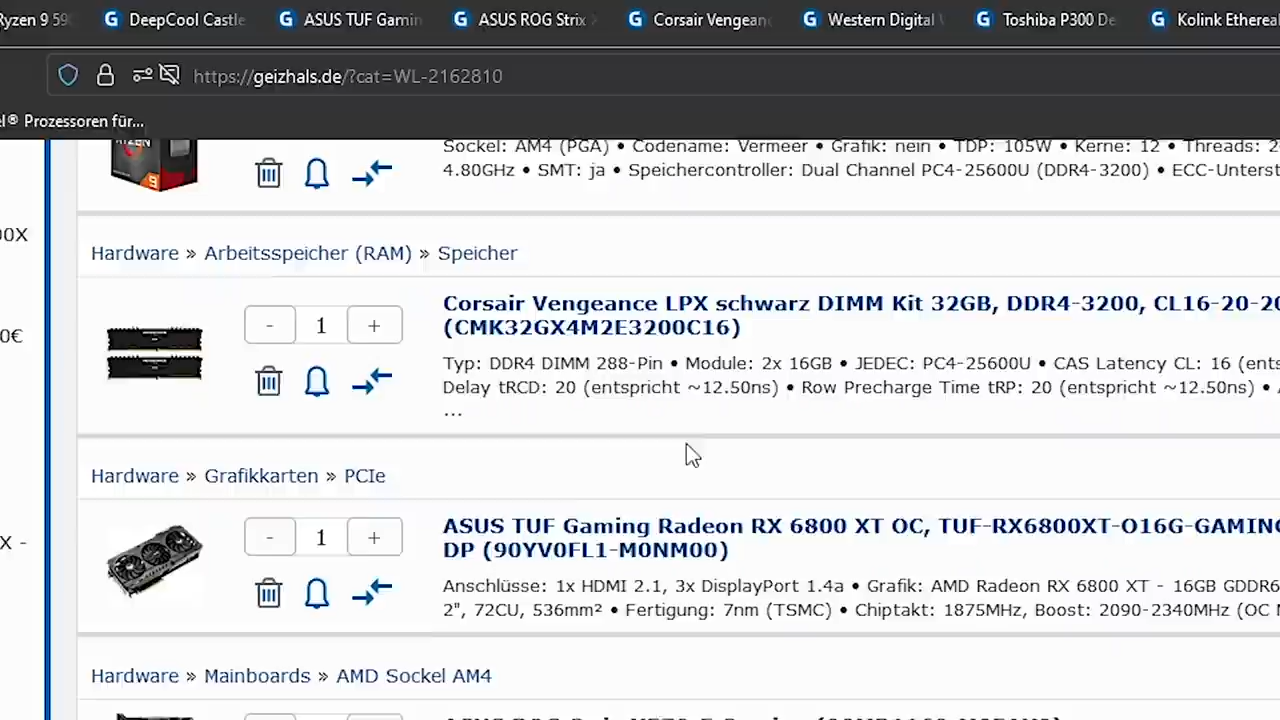 Ryzen 9 59 DeepCool Castle ASUS TUF Gamin ASUS ROG Strix Corsair Vengean Western Digital Toshiba P300 De Kolink Etherea
https://geizhals.de/?cat=WL-2162810
el® Prozessoren für...
Sockel: AM4 (PGA) • Codename: Vermeer • Grafik: nein • TDP: 105W • Kerne: 12 • Threads: 2
4.80GHz • SMT: ja • Speichercontroller: Dual Channel PC4-25600U (DDR4-3200) • ECC-Unterst
00X
Hardware » Arbeitsspeicher (RAM) » Speicher
Corsair Vengeance LPX schwarz DIMM Kit 32GB, DDR4-3200, CL16-20-20
(CMK32GX4M2E3200C16)
- 1 +
0€
Typ: DDR4 DIMM 288-Pin • Module: 2x 16GB • JEDEC: PC4-25600U • CAS Latency CL: 16 (ents
Delay tRCD: 20 (entspricht ~12.50ns) • Row Precharge Time tRP: 20 (entspricht ~12.50ns) •
...
Hardware » Grafikkarten » PCIe
ASUS TUF Gaming Radeon RX 6800 XT OC, TUF-RX6800XT-O16G-GAMING
DP (90YV0FL1-M0NM00)
- 1 +
X -
Anschlüsse: 1x HDMI 2.1, 3x DisplayPort 1.4a • Grafik: AMD Radeon RX 6800 XT - 16GB GDDR6
2", 72CU, 536mm² • Fertigung: 7nm (TSMC) • Chiptakt: 1875MHz, Boost: 2090-2340MHz (OC
Hardware » Mainboards » AMD Sockel AM4